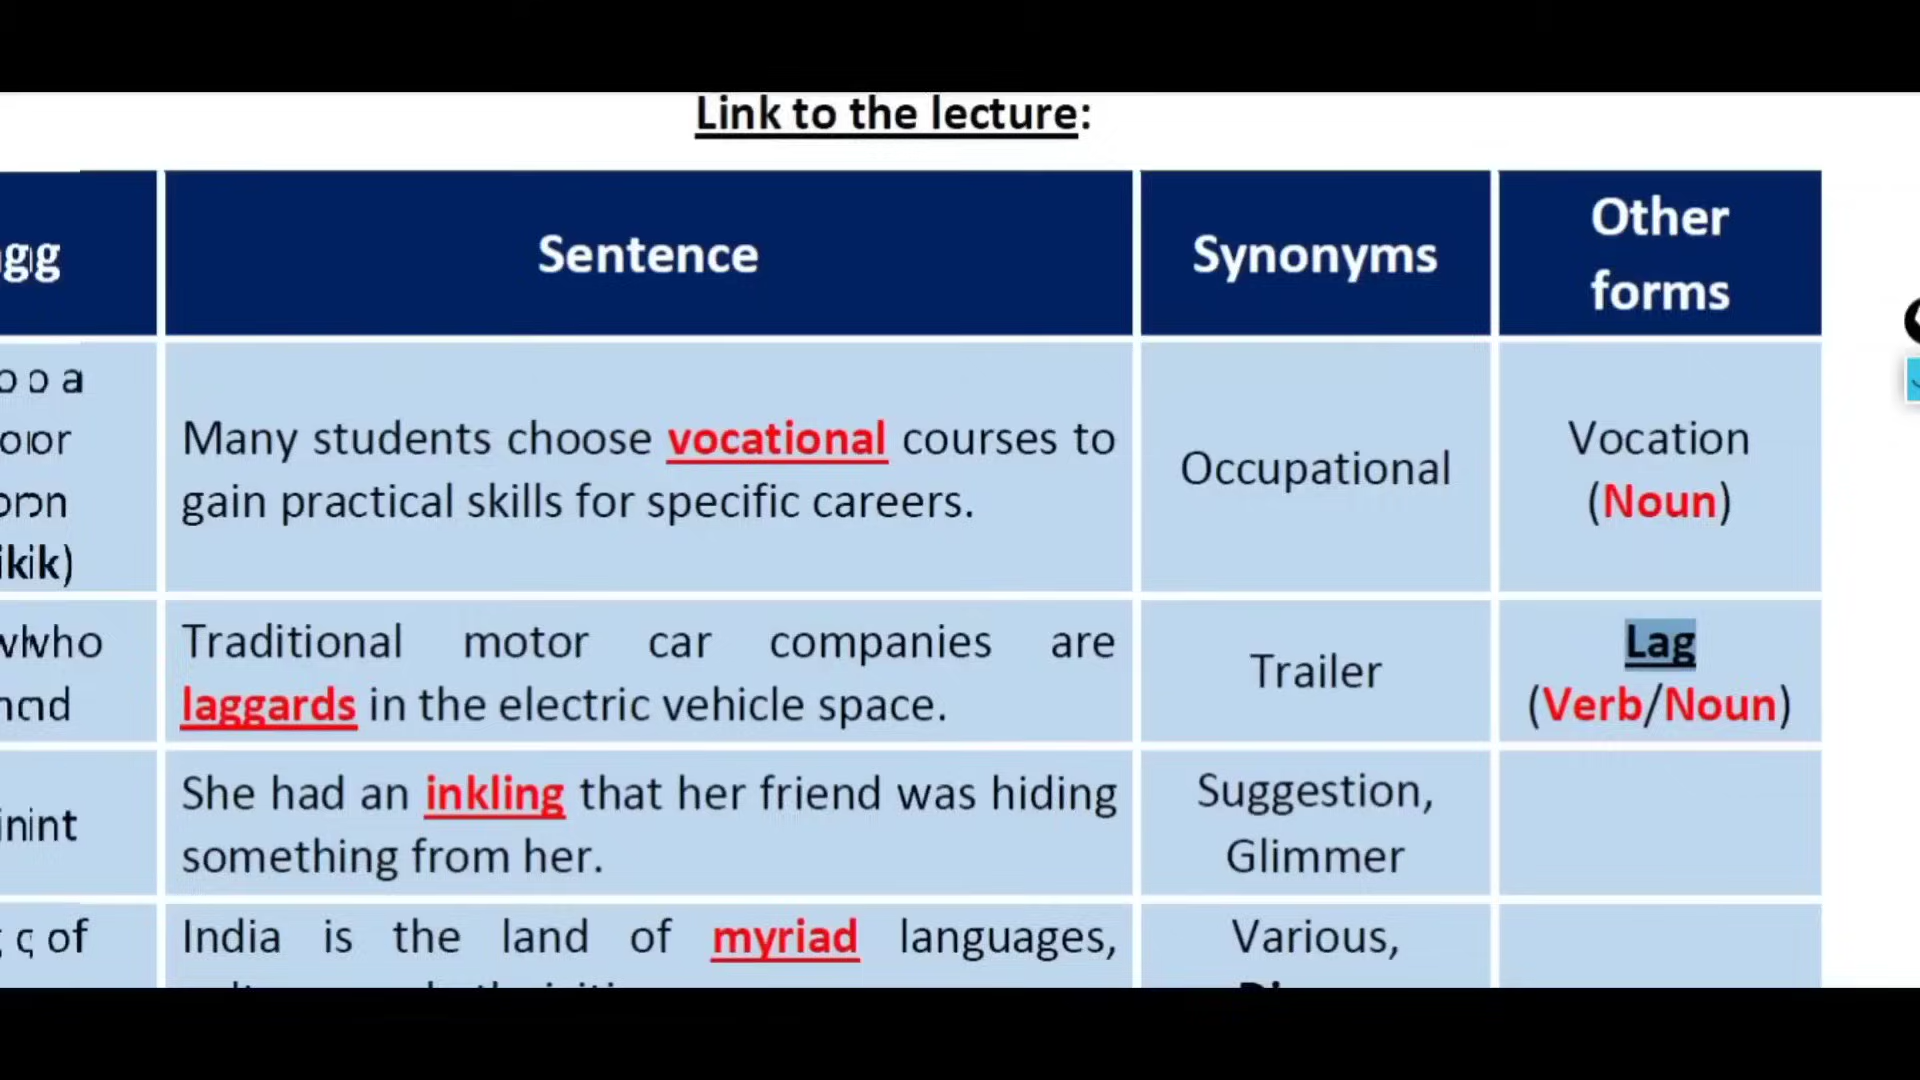 Link to the lecture:
Sentence
Synonyms
Other
forms
Many students choose vocational courses to
gain practical skills for specific careers.
Occupational
Vocation
(Noun)
Traditional motor car companies are
laggards in the electric vehicle space.
Trailer
Lag
(Verb/Noun)
She had an inkling that her friend was hiding
something from her.
Suggestion,
Glimmer
of
India is the land of myriad languages,
Various,